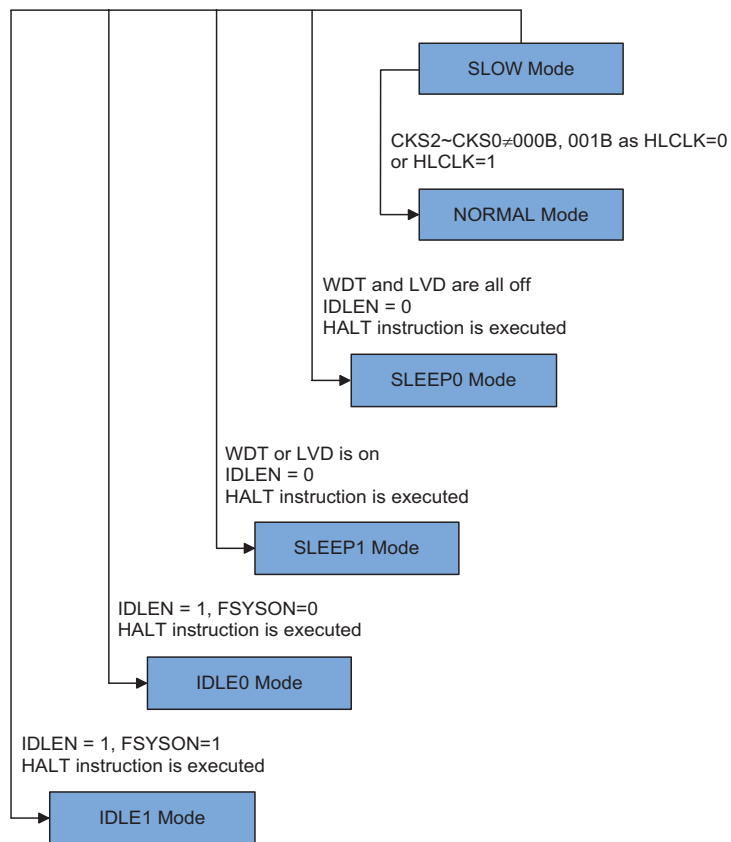 SLOW Mode
CKS2~CKS0≠000B, 001B as HLCLK=0
or HLCLK=1
NORMAL Mode
WDT and LVD are all off
IDLEN = 0
HALT instruction is executed
SLEEP0 Mode
WDT or LVD is on
IDLEN = 0
HALT instruction is executed
SLEEP1 Mode
IDLEN = 1, FSYSON=0
HALT instruction is executed
IDLE0 Mode
IDLEN = 1, FSYSON=1
HALT instruction is executed
IDLE1 Mode